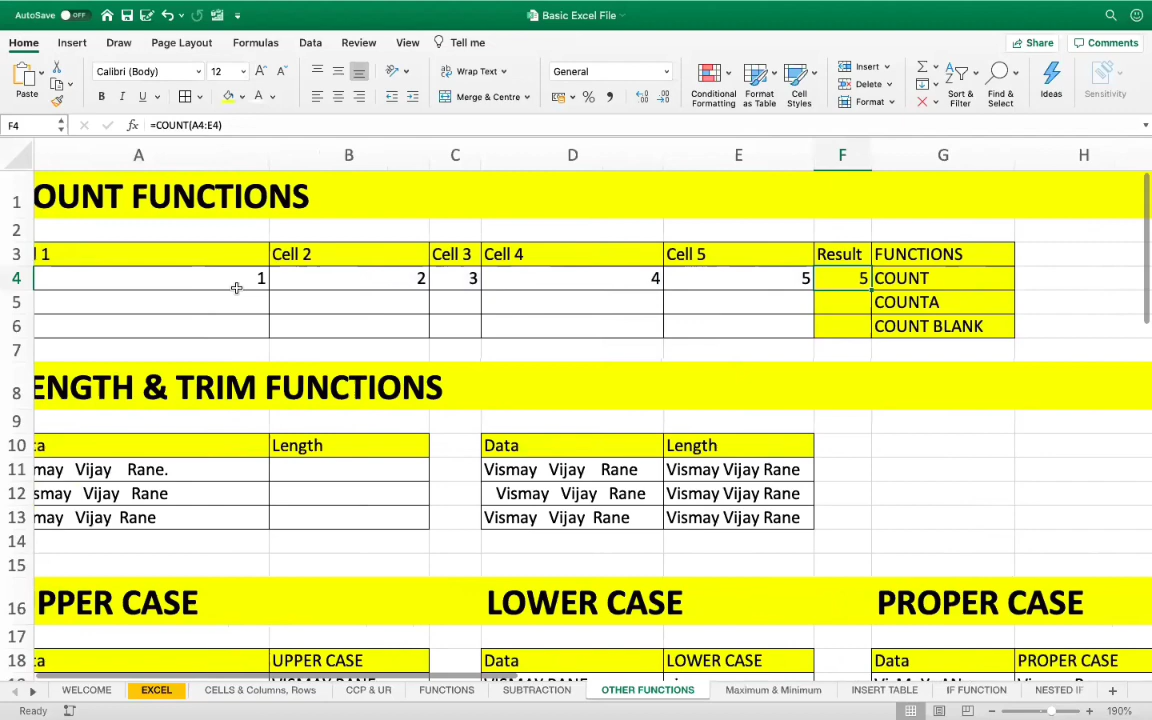 AutoSave OFF Basic Excel File
Home Insert Draw Page Layout Formulas Data Review View Tell me Share Comments
Paste Calibri (Body) 12 A A Wrap Text General Conditional Formatting Format as Table Cell Styles Insert Delete Format Sort & Filter Find & Select Ideas Sensitivity
B I U A Merge & Centre % 
F4 fx =COUNT(A4:E4)
A B C D E F G H
1 OUNT FUNCTIONS
2
3 l 1 Cell 2 Cell 3 Cell 4 Cell 5 Result FUNCTIONS
4 1 2 3 4 5 5 COUNT
5 COUNTA
6 COUNT BLANK
7
8 ENGTH & TRIM FUNCTIONS
9
10 ta Length Data Length
11 may Vijay Rane. Vismay Vijay Rane Vismay Vijay Rane
12 smay Vijay Rane Vismay Vijay Rane Vismay Vijay Rane
13 may Vijay Rane Vismay Vijay Rane Vismay Vijay Rane
14
15
16 PPER CASE LOWER CASE PROPER CASE
17
18 ta UPPER CASE Data LOWER CASE Data PROPER CASE
WELCOME EXCEL CELLS & Columns, Rows CCP & UR FUNCTIONS SUBTRACTION OTHER FUNCTIONS Maximum & Minimum INSERT TABLE IF FUNCTION NESTED IF
Ready 190%